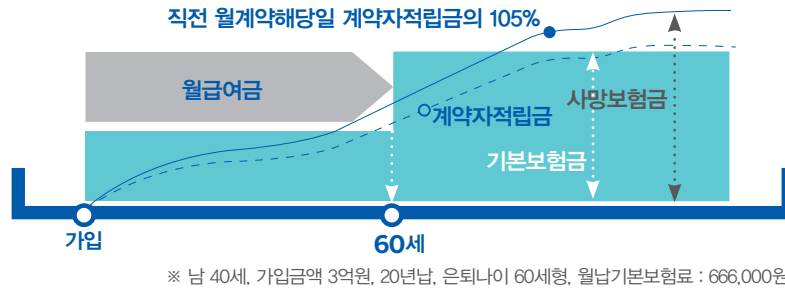 직전 월계약해당일 계약자적립금의 105%
월급여금
사망보험금
계약자적립금
기본보험금
가입
60세
※ 남 40세, 가입금액 3억원, 20년납, 은퇴나이 60세형, 월납기본보험료 : 666,000원